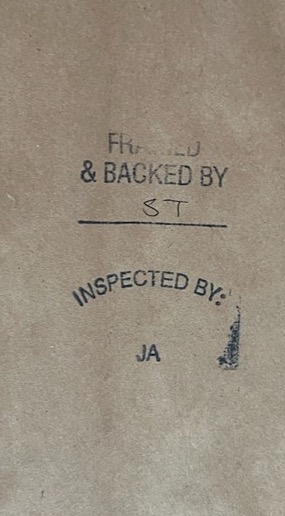 & BACKED BY
ST
INSPECTED BY:
JA